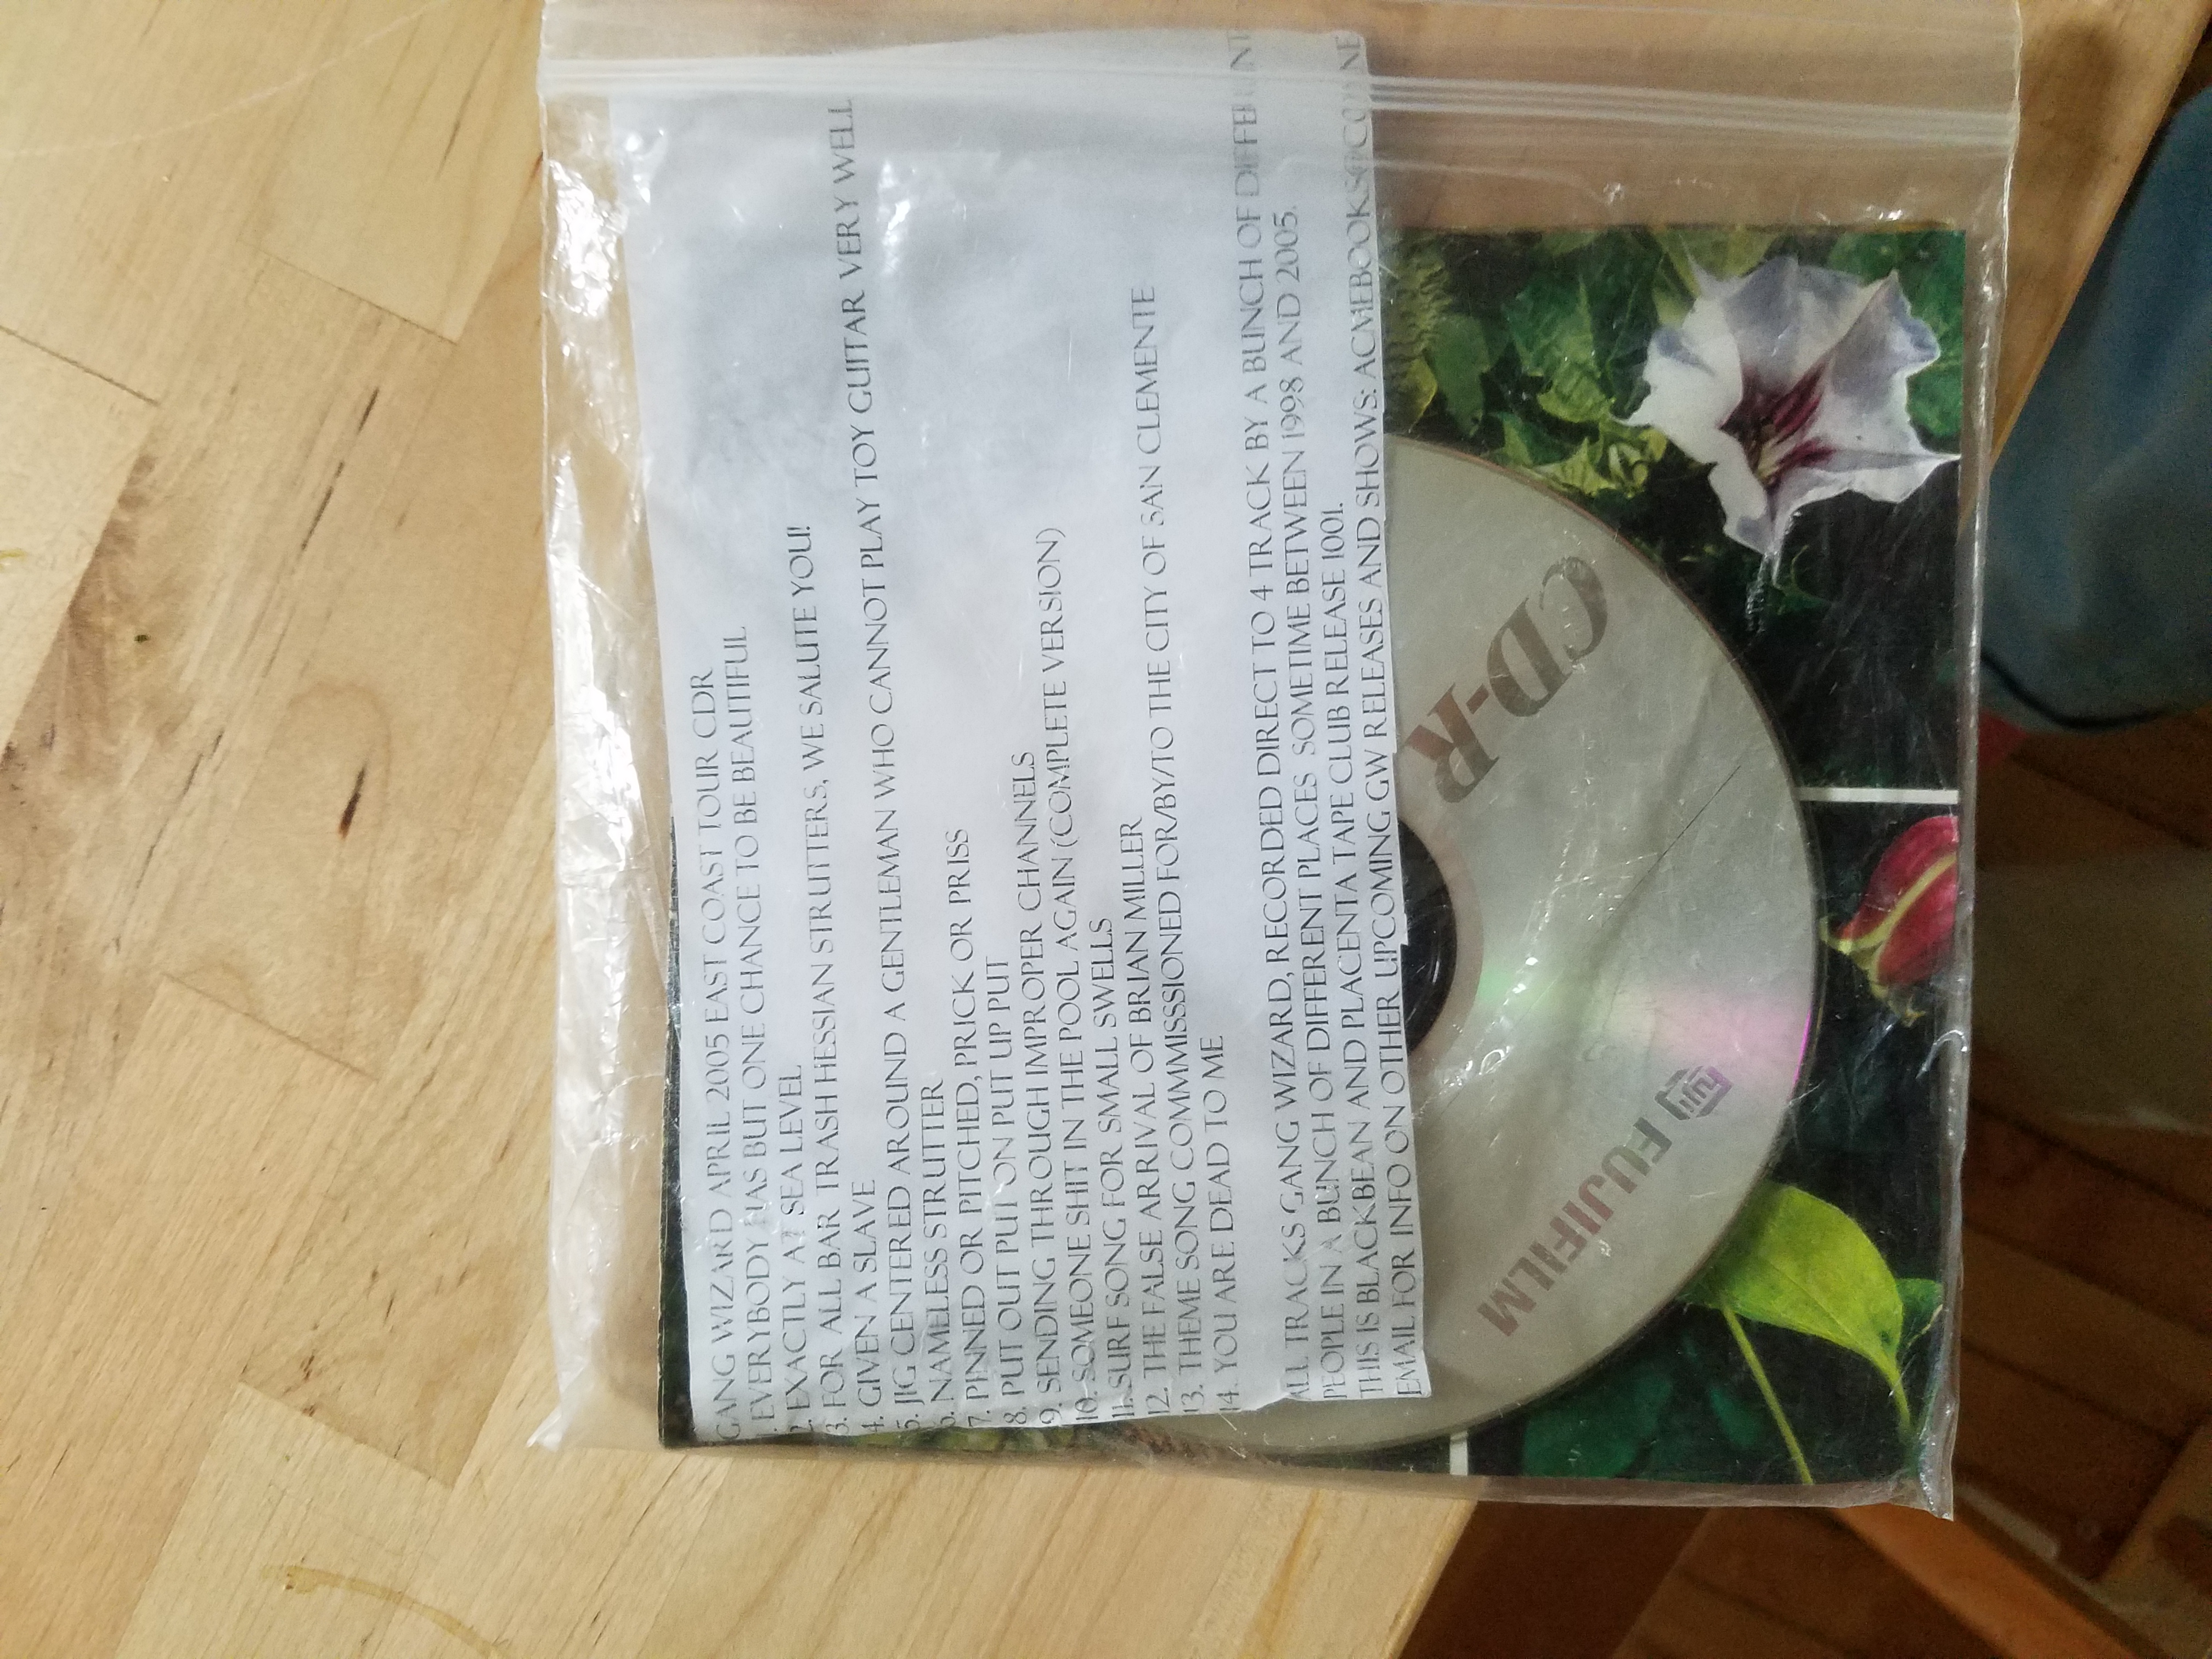 GANG WIZARD APRIL 2005 EAST COAST TOUR CDR
1. EVERYBODY HAS BUT ONE CHANCE TO BE BEAUTIFUL
2. EXACTLY AT SEA LEVEL
3. FOR ALL BAR TRASH HESSIAN STRUTTERS, WE SALUTE YOU!
4. GIVEN A SLAVE
5. JIG CENTERED AROUND A GENTLEMAN WHO CANNOT PLAY TOY GUITAR VERY WELL
6. NAMELESS STRUTTER
7. PINNED OR PITCHED, PRICK OR PRISS
8. PUT OUT PUT ON PUT UP PUT
9. SENDING THROUGH IMPROPER CHANNELS
10. SOMEONE SHIT IN THE POOL AGAIN (COMPLETE VERSION)
11. SURF SONG FOR SMALL SWELLS
12. THE FALSE ARRIVAL OF BRIAN MILLER
13. THEME SONG COMMMISSIONED FOR/BY/TO THE CITY OF SAN CLEMENTE
14. YOU ARE DEAD TO ME
ALL TRACKS GANG WIZARD, RECORDED DIRECT TO 4 TRACK BY A BUNCH OF DIFFERENT
PEOPLE IN A BUNCH OF DIFFERENT PLACES SOMETIME BETWEEN 1998 AND 2005.
THIS IS BLACKBEAN AND PLACENTA TAPE CLUB RELEASE 1001.
EMAIL FOR INFO ON OTHER UPCOMING GW RELEASES AND SHOWS:
CD-R
Fuji FUJIFILM